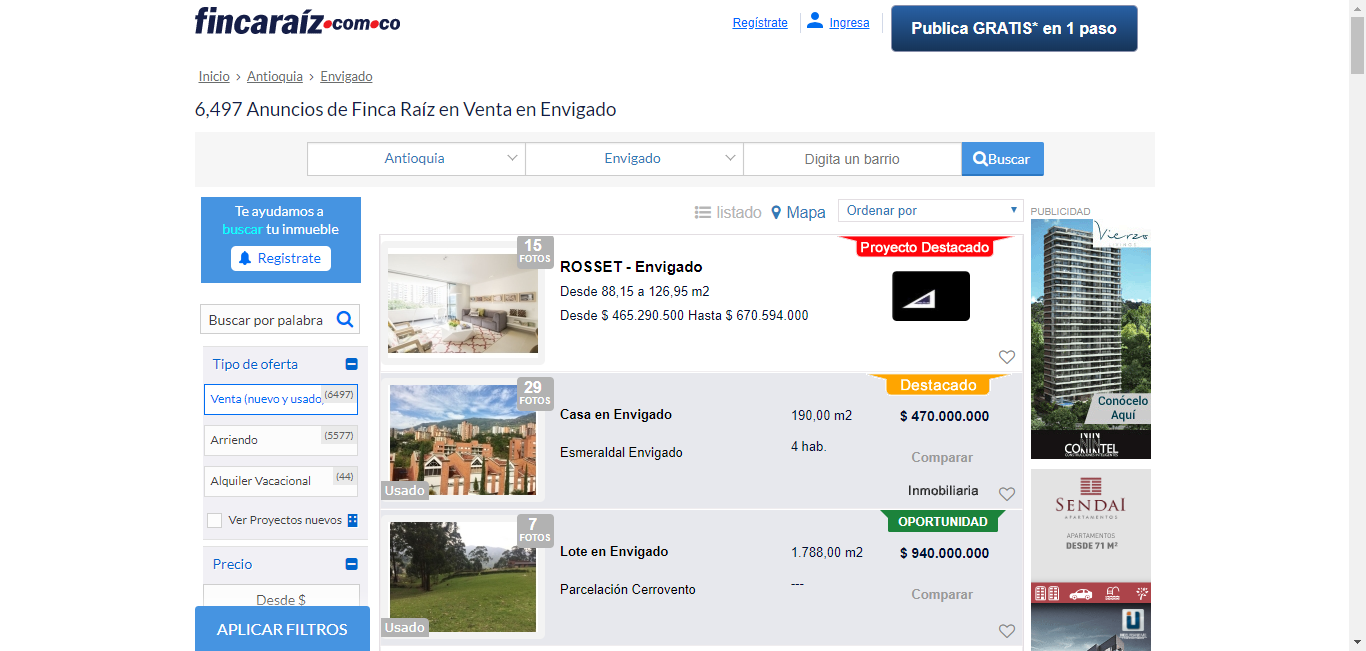 fincaraíz.com.co
Regístrate
Ingresa
Publica GRATIS* en 1 paso
Inicio › Antioquia › Envigado
6,497 Anuncios de Finca Raíz en Venta en Envigado
Antioquia
Envigado
Digita un barrio
Buscar
Te ayudamos a
buscar tu inmueble
Registrate
Buscar por palabra
Tipo de oferta
Venta (nuevo y usado)
(6497)
Arriendo
(5577)
Alquiler Vacacional
(44)
Ver Proyectos nuevos
Precio
Desde $
APLICAR FILTROS
listado
Mapa
Ordenar por
15
FOTOS
ROSSET - Envigado
Desde 88,15 a 126,95 m2
Desde $ 465.290.500 Hasta $ 670.594.000
Proyecto Destacado
29
FOTOS
Usado
Casa en Envigado
Esmeraldal Envigado
190,00 m2
4 hab.
Destacado
$ 470.000.000
Comparar
Inmobiliaria
7
FOTOS
Usado
Lote en Envigado
Parcelación Cerrovento
1.788,00 m2
---
OPORTUNIDAD
$ 940.000.000
Comparar
PUBLICIDAD
Vierzo
Conócelo
Aquí
CONINTEL
CONSTRUCCIONES INTELIGENTES
SENDAI
APARTAMENTOS
APARTAMENTOS
DESDE 71 M²